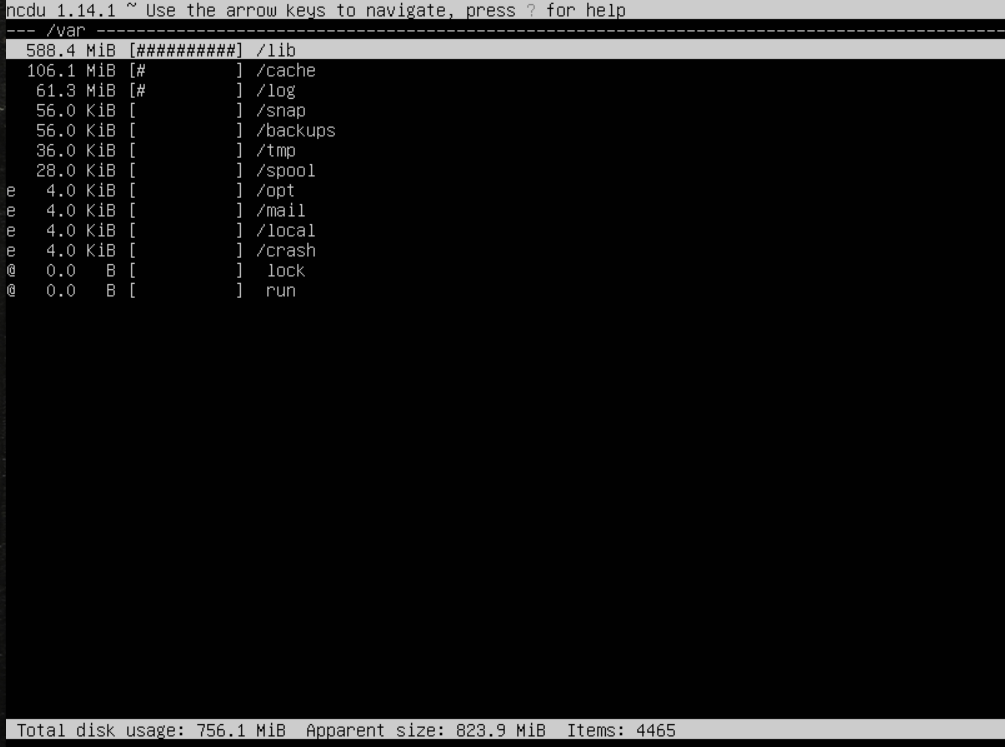 ncdu 1.14.1 ~ Use the arrow keys to navigate, press ? for help
--- /var -------------------------------------------------------------------------------------------
  588.4 MiB [##########] /lib
  106.1 MiB [#         ] /cache
   61.3 MiB [#         ] /log
   56.0 KiB [          ] /snap
   56.0 KiB [          ] /backups
   36.0 KiB [          ] /tmp
   28.0 KiB [          ] /spool
e   4.0 KiB [          ] /opt
e   4.0 KiB [          ] /mail
e   4.0 KiB [          ] /local
e   4.0 KiB [          ] /crash
@   0.0   B [          ]  lock
@   0.0   B [          ]  run
Total disk usage: 756.1 MiB  Apparent size: 823.9 MiB  Items: 4465